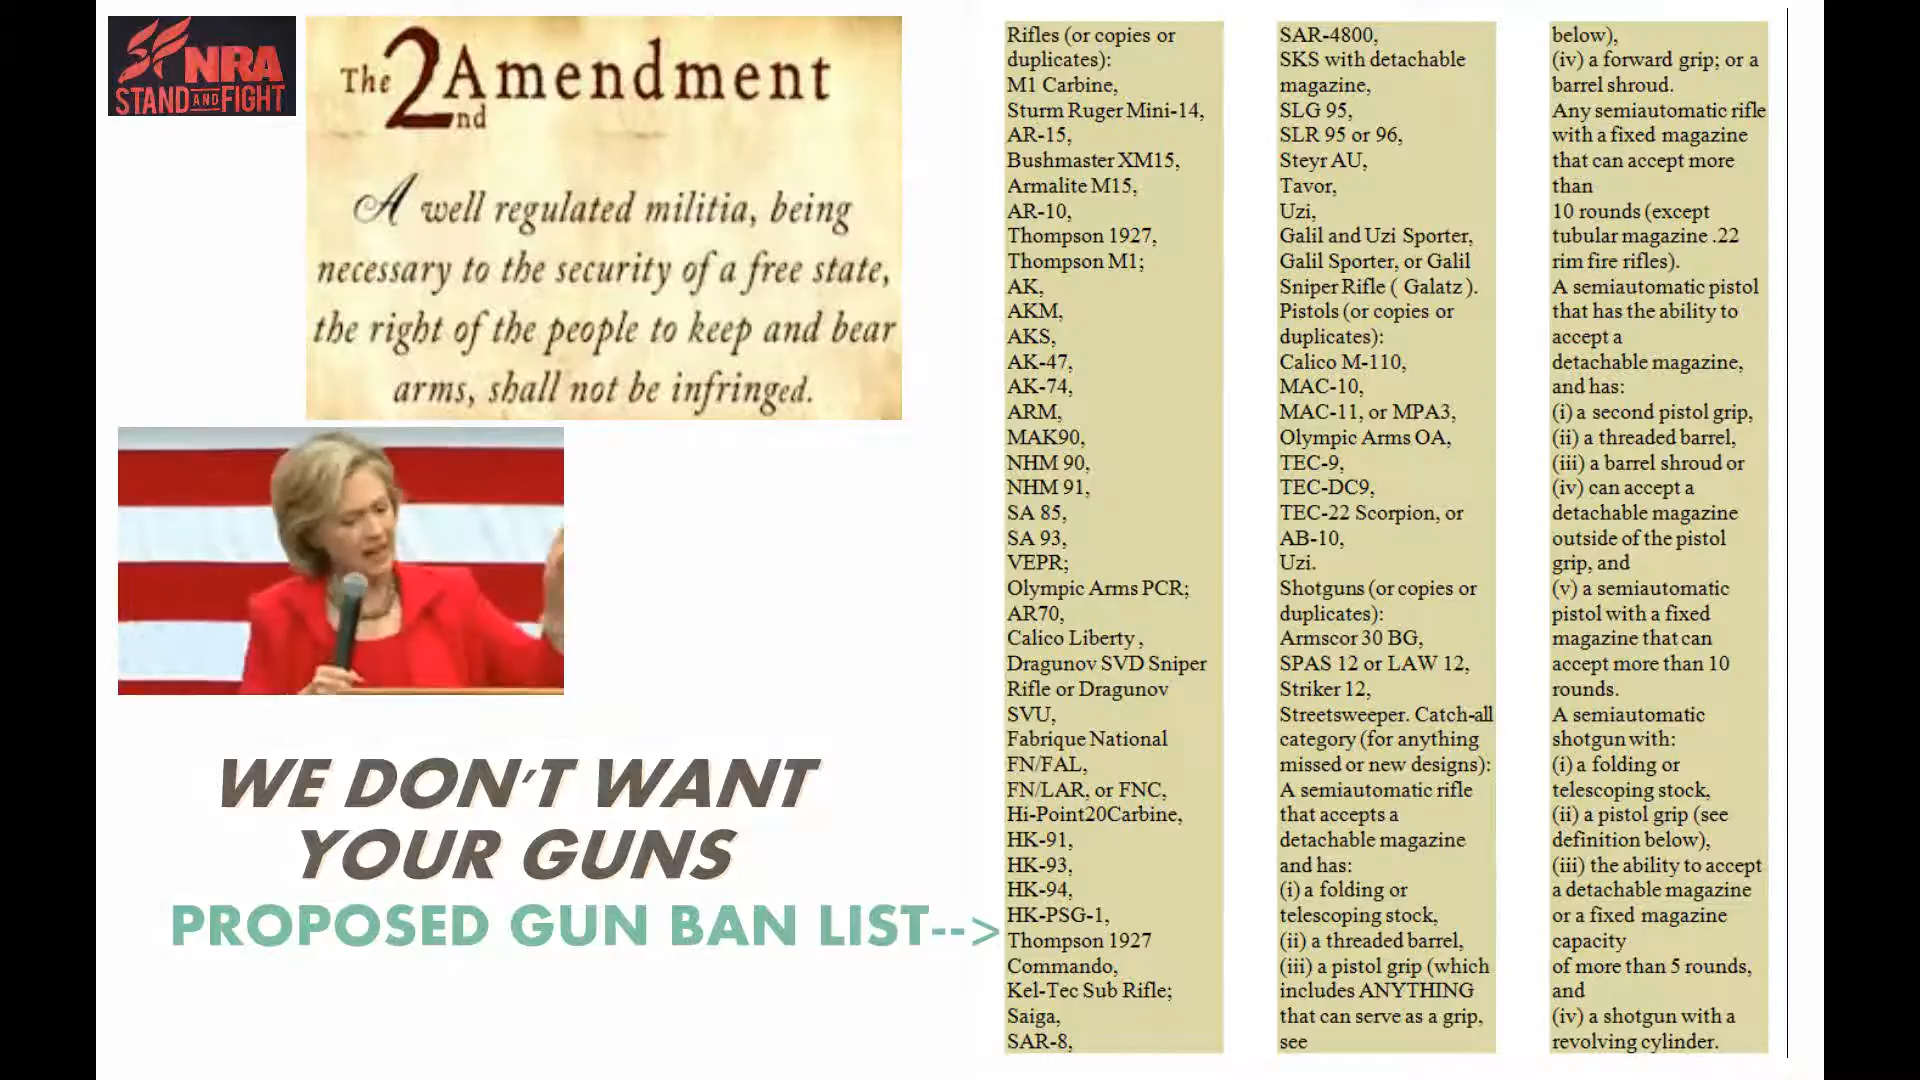 NRA
STAND AND FIGHT
The 2nd Amendment
A well regulated militia, being
necessary to the security of a free state,
the right of the people to keep and bear
arms, shall not be infringed.
WE DON'T WANT
YOUR GUNS
PROPOSED GUN BAN LIST-->
Rifles (or copies or
duplicates):
M1 Carbine,
Sturm Ruger Mini-14,
AR-15,
Bushmaster XM15,
Armalite M15,
AR-10,
Thompson 1927,
Thompson M1;
AK,
AKM,
AKS,
AK-47,
AK-74,
ARM,
MAK90,
NHM 90,
NHM 91,
SA 85,
SA 93,
VEPR;
Olympic Arms PCR;
AR70,
Calico Liberty ,
Dragunov SVD Sniper
Rifle or Dragunov
SVU,
Fabrique National
FN/FAL,
FN/LAR, or FNC,
Hi-Point20Carbine,
HK-91,
HK-93,
HK-94,
HK-PSG-1,
Thompson 1927
Commando,
Kel-Tec Sub Rifle;
Saiga,
SAR-8,
SAR-4800,
SKS with detachable
magazine,
SLG 95,
SLR 95 or 96,
Steyr AU,
Tavor,
Uzi,
Galil and Uzi Sporter,
Galil Sporter, or Galil
Sniper Rifle ( Galatz ).
Pistols (or copies or
duplicates):
Calico M-110,
MAC-10,
MAC-11, or MPA3,
Olympic Arms OA,
TEC-9,
TEC-DC9,
TEC-22 Scorpion, or
AB-10,
Uzi.
Shotguns (or copies or
duplicates):
Armscor 30 BG,
SPAS 12 or LAW 12,
Striker 12,
Streetsweeper. Catch-all
category (for anything
missed or new designs):
A semiautomatic rifle
that accepts a
detachable magazine
and has:
(i) a folding or
telescoping stock,
(ii) a threaded barrel,
(iii) a pistol grip (which
includes ANYTHING
that can serve as a grip,
see
below),
(iv) a forward grip; or a
barrel shroud.
Any semiautomatic rifle
with a fixed magazine
that can accept more
than
10 rounds (except
tubular magazine .22
rim fire rifles).
A semiautomatic pistol
that has the ability to
accept a
detachable magazine,
and has:
(i) a second pistol grip,
(ii) a threaded barrel,
(iii) a barrel shroud or
(iv) can accept a
detachable magazine
outside of the pistol
grip, and
(v) a semiautomatic
pistol with a fixed
magazine that can
accept more than 10
rounds.
A semiautomatic
shotgun with:
(i) a folding or
telescoping stock,
(ii) a pistol grip (see
definition below),
(iii) the ability to accept
a detachable magazine
or a fixed magazine
capacity
of more than 5 rounds,
and
(iv) a shotgun with a
revolving cylinder.